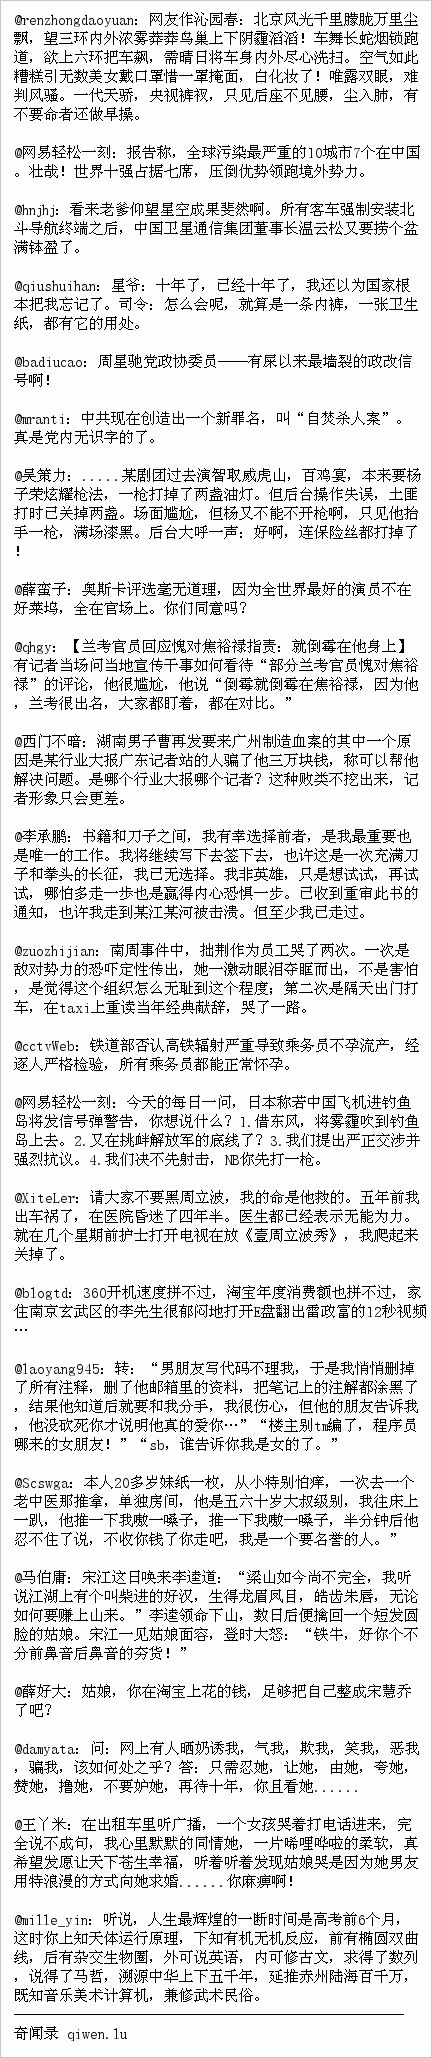 @renzhongdaoyuan：网友作沁园春：北京风光千里朦胧万里尘
飘，望三环内外浓雾莽莽鸟巢上下阴霾滔滔！车舞长蛇烟锁跑
道，欲上六环把车飙，需晴日将车身内外尽心洗扫。空气如此
糟糕引无数美女戴口罩惜一罩掩面，白化妆了！唯露双眼，难
判风骚。一代天骄，央视裤衩，只见后座不见腰，尘入肺，有
不要命者还做早操。
@网易轻松一刻：报告称，全球污染最严重的10城市7个在中国
。壮哉！世界十强占据七席，压倒优势领跑境外势力。
@hnjhj：看来老爹仰望星空成果斐然啊。所有客车强制安装北
斗导航终端之后，中国卫星通信集团董事长温云松又要捞个盆
满钵盈了。
@qiushuihan：星爷：十年了，已经十年了，我还以为国家根
本把我忘记了。司令：怎么会呢，就算是一条内裤，一张卫生
纸，都有它的用处。
@badiucao：周星驰党政协委员——有屎以来最墙裂的政改信
号啊！
@mranti：中共现在创造出一个新罪名，叫“自焚杀人案”。
真是党内无识字的了。
@吴策力：.....某剧团过去演智取威虎山，百鸡宴，本来要杨
子荣炫耀枪法，一枪打掉了两盏油灯。但后台操作失误，土匪
打时已关掉两盏。场面尴尬，但杨又不能不开枪啊，只见他抬
手一枪，满场漆黑。后台大呼一声：好啊，连保险丝都打掉了
！
@薛蛮子：奥斯卡评选毫无道理，因为全世界最好的演员不在
好莱坞，全在官场上。你们同意吗？
@qhgy：【兰考官员回应愧对焦裕禄指责：就倒霉在他身上】
有记者当场问当地宣传干事如何看待“部分兰考官员愧对焦裕
禄”的评论，他很尴尬，他说“倒霉就倒霉在焦裕禄，因为他
，兰考很出名，大家都盯着，都在对比。”
@西门不暗：湖南男子曹再发要来广州制造血案的其中一个原
因是某行业大报广东记者站的人骗了他三万块钱，称可以帮他
解决问题。是哪个行业大报哪个记者？这种败类不挖出来，记
者形象只会更差。
@李承鹏：书籍和刀子之间，我有幸选择前者，是我最重要也
是唯一的工作。我将继续写下去签下去，也许这是一次充满刀
子和拳头的长征，我已无选择。我非英雄，只是想试试，再试
试，哪怕多走一步也是赢得内心恐惧一步。已收到重审此书的
通知，也许我走到某江某河被击溃。但至少我已走过。
@zuozhijian：南周事件中，拙荆作为员工哭了两次。一次是
敌对势力的恐吓定性传出，她一激动眼泪夺眶而出，不是害怕
，是觉得这个组织怎么无耻到这个程度；第二次是隔天出门打
车，在taxi上重读当年经典献辞，哭了一路。
@cctvWeb：铁道部否认高铁辐射严重导致乘务员不孕流产，经
逐人严格检验，所有乘务员都能正常怀孕。
@网易轻松一刻：今天的每日一问，日本称若中国飞机进钓鱼
岛将发信号弹警告，你想说什么？1.借东风，将雾霾吹到钓鱼
岛上去。2.又在挑衅解放军的底线了？3.我们提出严正交涉并
强烈抗议。4.我们决不先射击，NB你先打一枪。
@XiteLer：请大家不要黑周立波，我的命是他救的。五年前我
出车祸了，在医院昏迷了四年半。医生都已经表示无能为力。
就在几个星期前护士打开电视在放《壹周立波秀》，我爬起来
关掉了。
@blogtd：360开机速度拼不过，淘宝年度消费额也拼不过，家
住南京玄武区的李先生很郁闷地打开E盘翻出雷政富的12秒视频
…
@laoyang945：转：“男朋友写代码不理我，于是我悄悄删掉
了所有注释，删了他邮箱里的资料，把笔记上的注解都涂黑了
，结果他知道后就要和我分手，我很伤心，但他的朋友告诉我
，他没砍死你才说明他真的爱你…”“楼主别tm编了，程序员
哪来的女朋友！”“sb，谁告诉你我是女的了。”
@Scswga：本人20多岁妹纸一枚，从小特别怕痒，一次去一个
老中医那推拿，单独房间，他是五六十岁大叔级别，我往床上
一趴，他推一下我嗷一嗓子，推一下我嗷一嗓子，半分钟后他
忍不住了说，不收你钱了你走吧，我是一个要名誉的人。”
@马伯庸：宋江这日唤来李逵道：“梁山如今尚不完全，我听
说江湖上有个叫柴进的好汉，生得龙眉凤目，皓齿朱唇，无论
如何要赚上山来。”李逵领命下山，数日后便擒回一个短发圆
脸的姑娘。宋江一见姑娘面容，登时大怒：“铁牛，好你个不
分前鼻音后鼻音的夯货！”
@薛好大：姑娘，你在淘宝上花的钱，足够把自己整成宋慧乔
了吧？
@damyata：问：网上有人晒奶诱我，气我，欺我，笑我，恶我
，骗我，该如何处之乎？答：只需忍她，让她，由她，夸她，
赞她，撸她，不要妒她，再待十年，你且看她......
@王丫米：在出租车里听广播，一个女孩哭着打电话进来，完
全说不成句，我心里默默的同情她，一片唏哩哗啦的柔软，真
希望发愿让天下苍生幸福，听着听着发现姑娘哭是因为她男友
用特浪漫的方式向她求婚......你麻痹啊！
@mille_yin：听说，人生最辉煌的一断时间是高考前6个月，
这时你上知天体运行原理，下知有机无机反应，前有椭圆双曲
线，后有杂交生物圈，外可说英语，内可修古文，求得了数列
，说得了马哲，溯源中华上下五千年，延推赤州陆海百千万，
既知音乐美术计算机，兼修武术民俗。
奇闻录 qiwen.lu